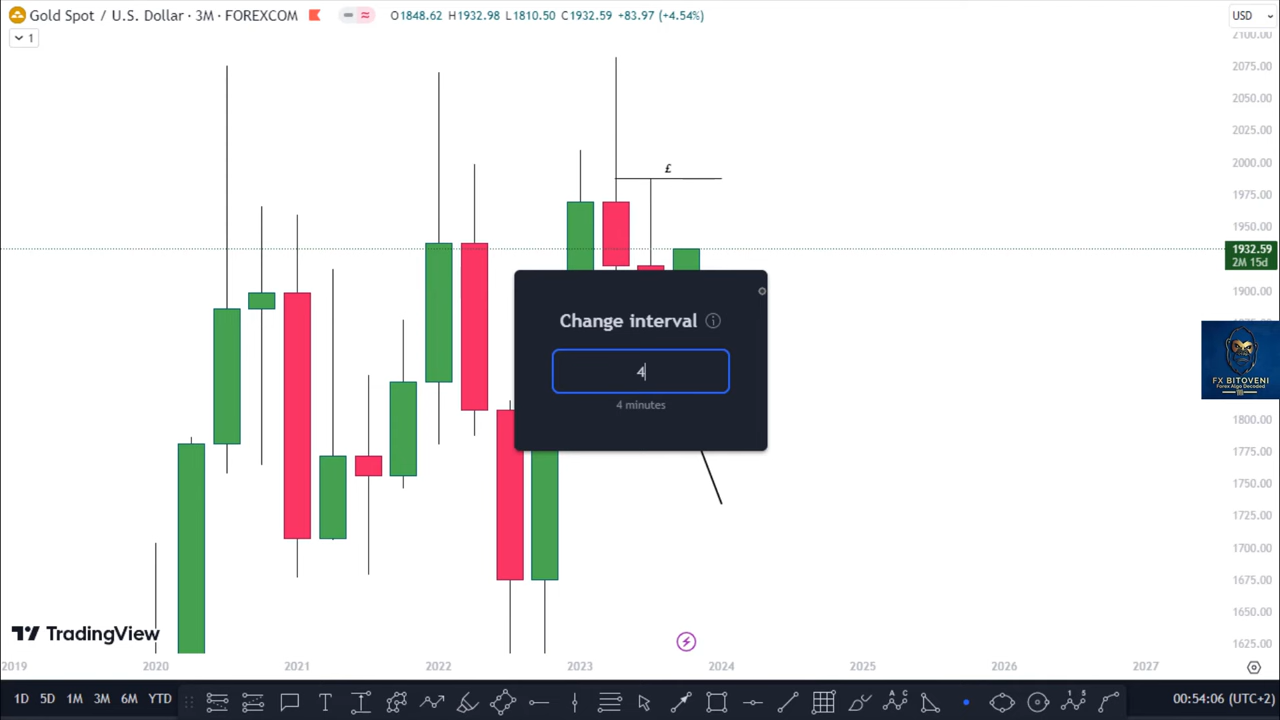 Gold Spot / U.S. Dollar · 3M · FOREXCOM O1848.62 H1932.98 L1810.50 C1932.59 +83.97 (+4.54%)
USD
1
2100.00
2075.00
2050.00
2025.00
2000.00
1975.00
1950.00
1932.59
2M 15d
1900.00
1800.00
1775.00
1750.00
1725.00
1700.00
1675.00
1650.00
1625.00
£
Change interval
4
4 minutes
FX BITOVENI
Forex Algo Decoded
TradingView
2019 2020 2021 2022 2023 2024 2025 2026 2027
1D 5D 1M 3M 6M YTD
00:54:06 (UTC+2)